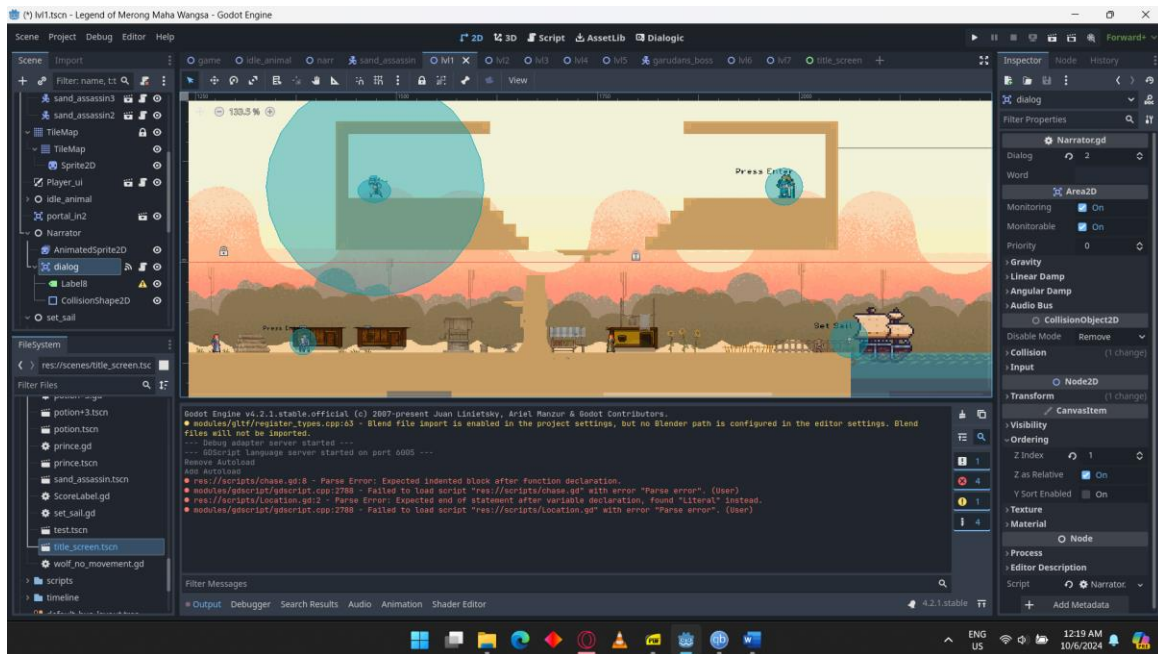 (*) lvl1.tscn - Legend of Merong Maha Wangsa - Godot Engine
Scene Project Debug Editor Help
2D 3D Script AssetLib Dialogic
Forward+
Scene Import
game idle_animal narr sand_assassin lvl1 lvl2 lvl3 lvl4 lvl5 garudans_boss lvl6 lvl7 title_screen
Inspector Node History
Filter: name, t:t
View
sand_assassin3
sand_assassin2
TileMap
TileMap
Sprite2D
Player_ui
idle_animal
portal_in2
Narrator
AnimatedSprite2D
dialog
Label8
CollisionShape2D
set_sail
1250 1500 1750 2000
133.5 %
Press Enter
Set Sail
FileSystem
res://scenes/title_screen.tsc
Filter Files
potion+3.tscn
potion.tscn
prince.gd
prince.tscn
sand_assassin.tscn
ScoreLabel.gd
set_sail.gd
test.tscn
title_screen.tscn
wolf_no_movement.gd
scripts
timeline
Godot Engine v4.2.1.stable.official (c) 2007-present Juan Linietsky, Ariel Manzur & Godot Contributors.
modules/gltf/register_types.cpp:63 - Blend file import is enabled in the project settings, but no Blender path is configured in the editor settings. Blend
files will not be imported.
--- Debug adapter server started ---
--- GDScript language server started on port 6005 ---
Remove Autoload
Add Autoload
res://scripts/chase.gd:8 - Parse Error: Expected indented block after function declaration.
modules/gdscript/gdscript.cpp:2788 - Failed to load script "res://scripts/chase.gd" with error "Parse error". (User)
res://scripts/Location.gd:2 - Parse Error: Expected end of statement after variable declaration, found "Literal" instead.
modules/gdscript/gdscript.cpp:2788 - Failed to load script "res://scripts/Location.gd" with error "Parse error". (User)
1
4
1
4
Filter Messages
Output Debugger Search Results Audio Animation Shader Editor
4.2.1.stable
dialog
Filter Properties
Narrator.gd
Dialog 2
Word
Area2D
Monitoring On
Monitorable On
Priority 0
Gravity
Linear Damp
Angular Damp
Audio Bus
CollisionObject2D
Disable Mode Remove
Collision (1 change)
Input
Node2D
Transform (1 change)
CanvasItem
Visibility
Ordering
Z Index 1
Z as Relative On
Y Sort Enabled On
Texture
Material
Node
Process
Editor Description
Script Narrator.
Add Metadata
ENG
US
12:19 AM
10/6/2024